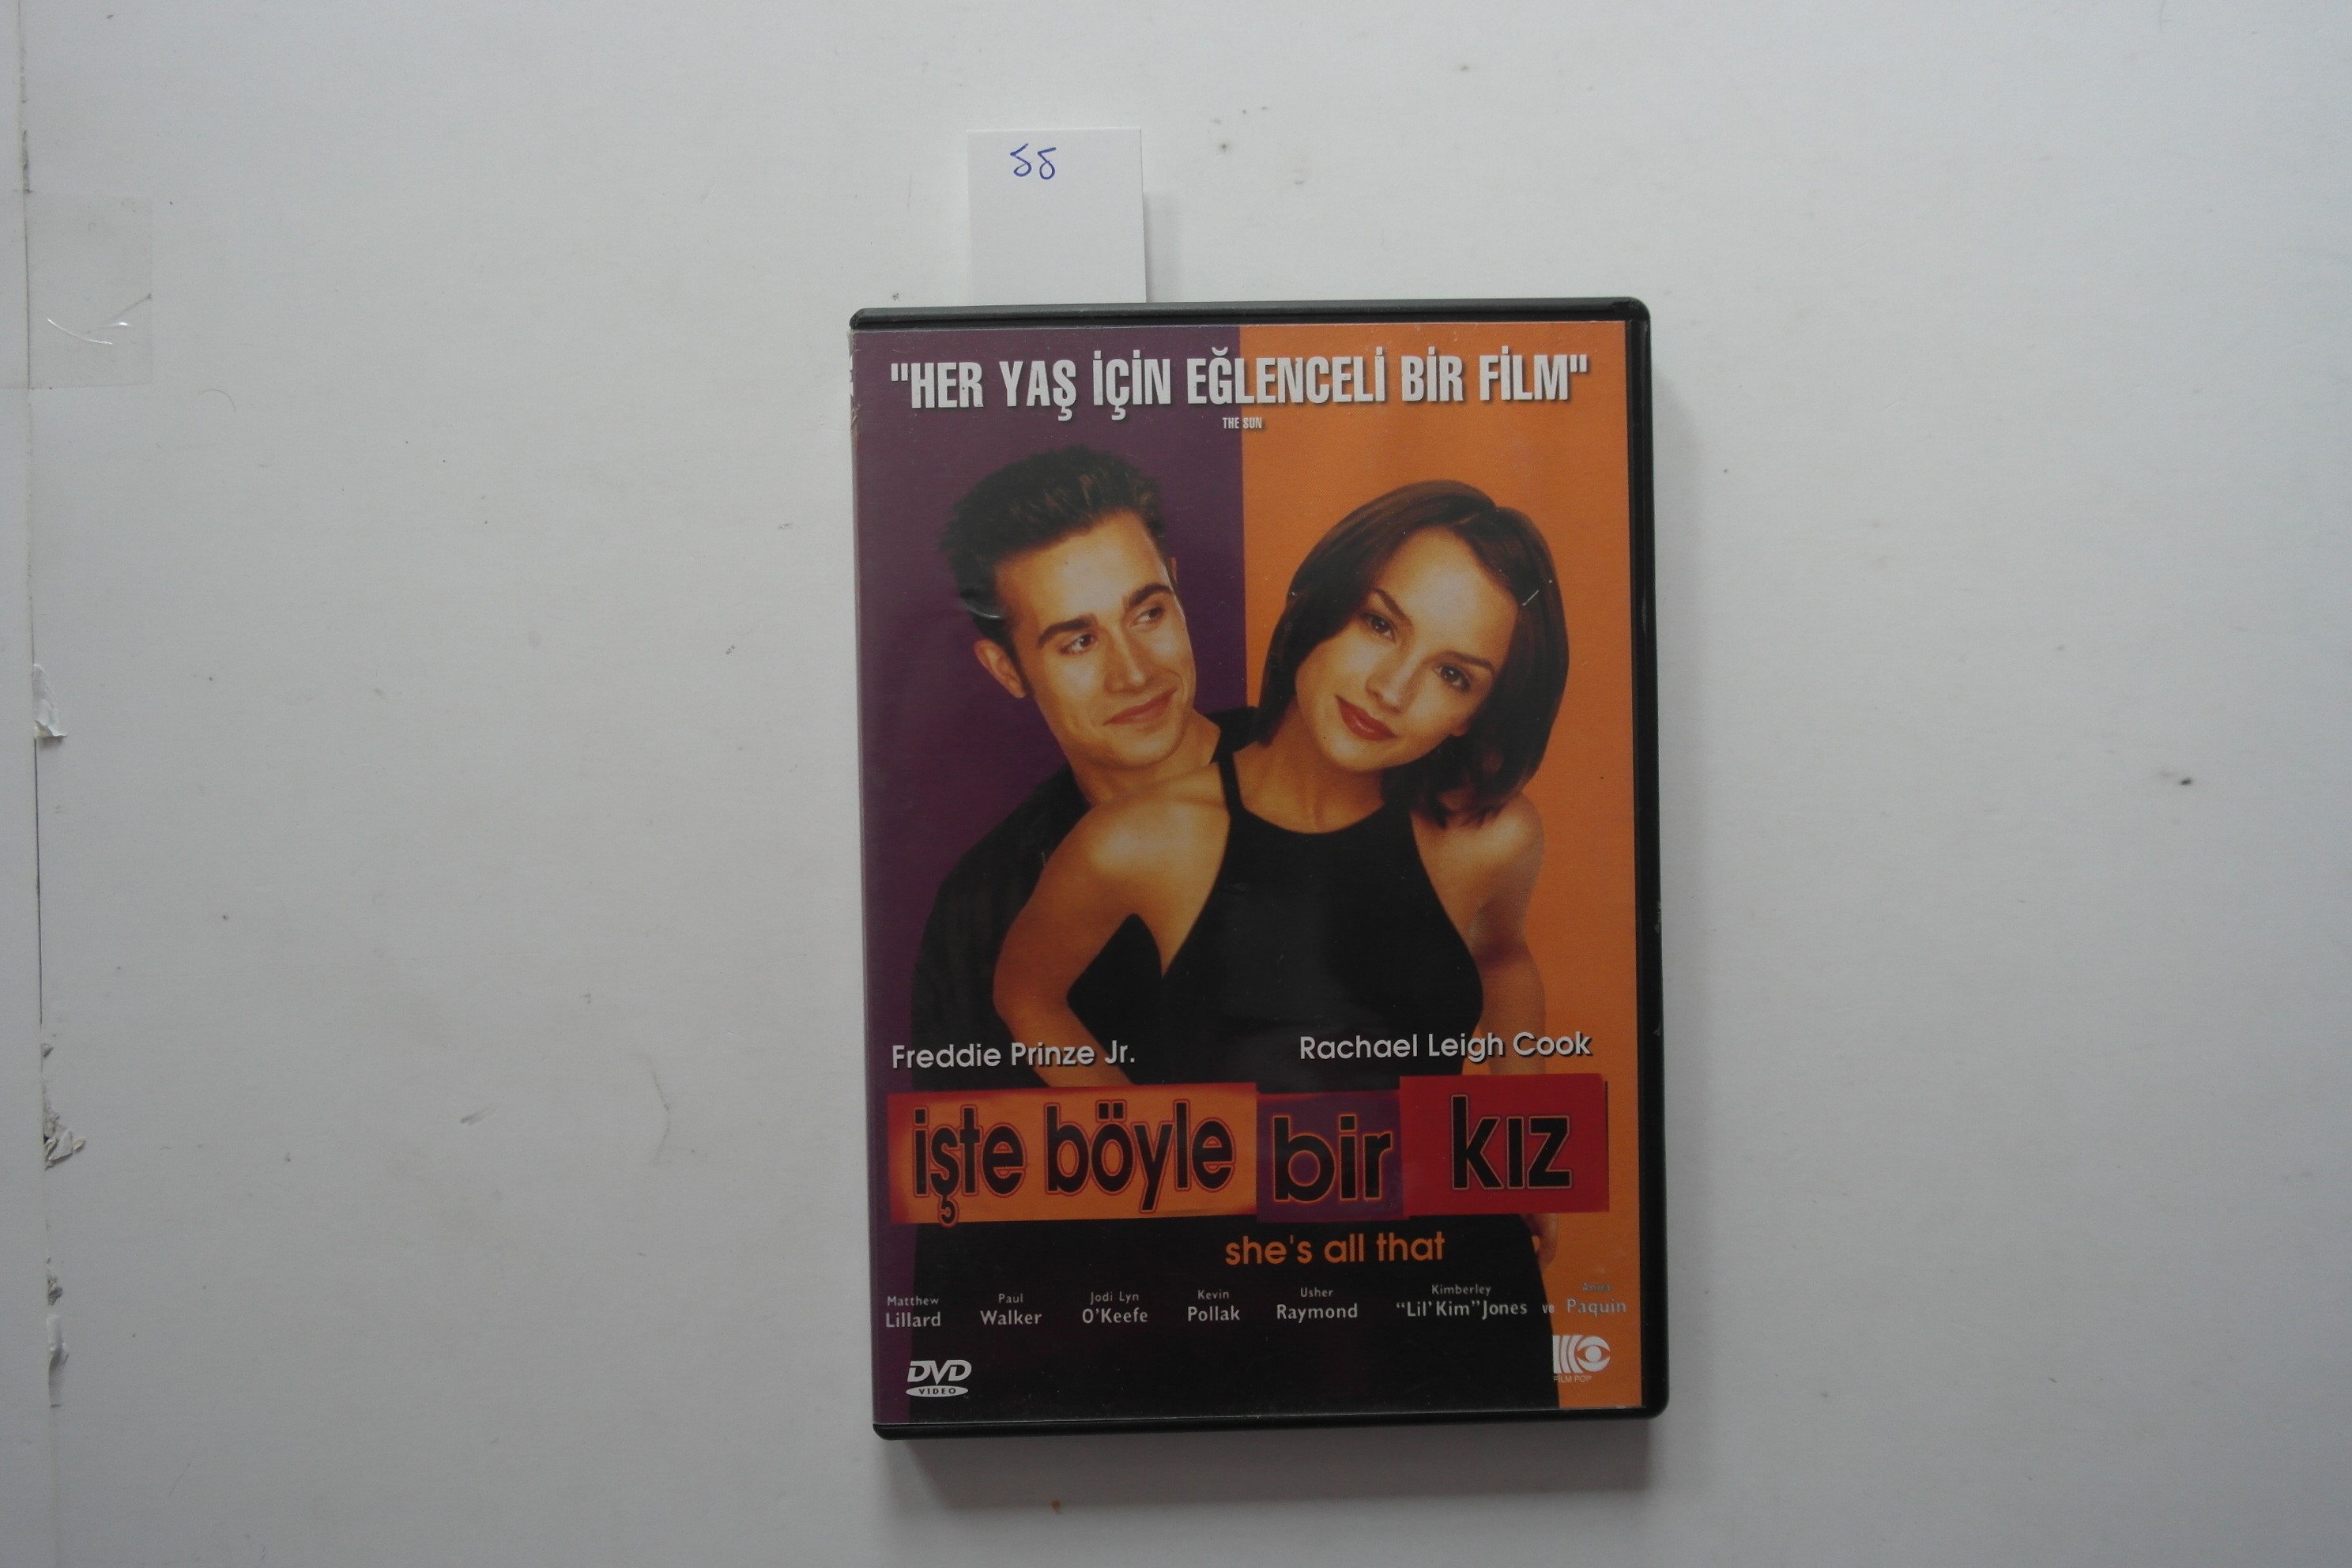 55
"HER YAŞ İÇİN EĞLENCELİ BİR FİLM"
THE SUN
Freddie Prinze Jr. Rachael Leigh Cook
işte böyle bir kız
she's all that
Matthew Lillard Paul Walker Jodi Lyn O'Keefe Kevin Pollak Usher Raymond Kimberley "Lil' Kim" Jones ve Anna Paquin
DVD
VIDEO
FILM POP